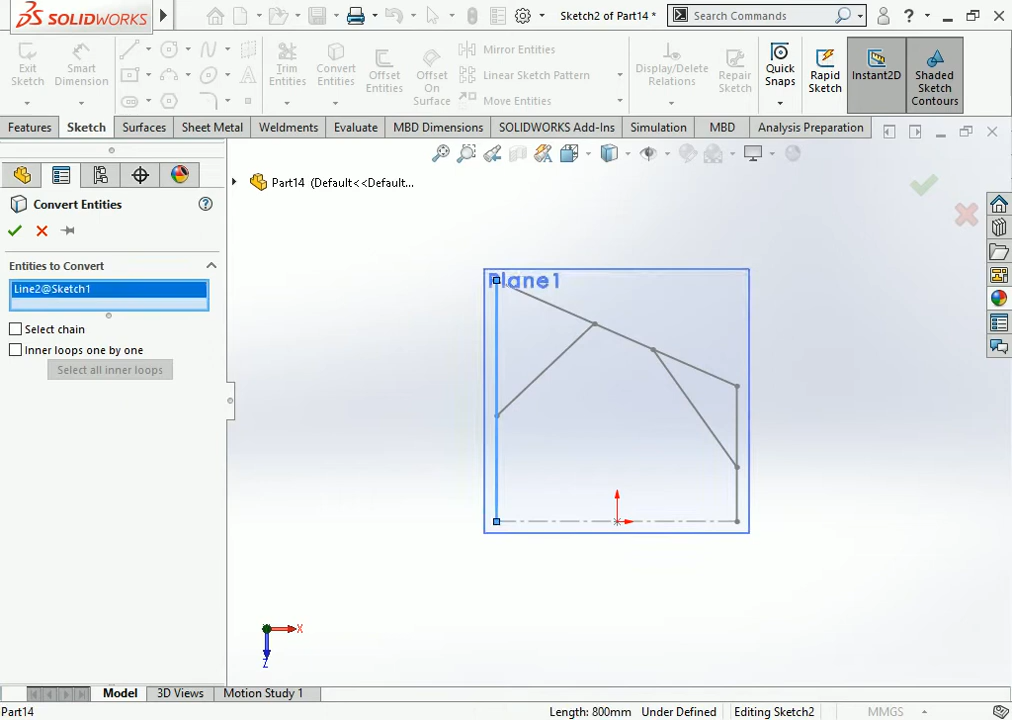 SOLIDWORKS
Sketch2 of Part14 *
Search Commands
?
Exit Sketch
Smart Dimension
Trim Entities
Convert Entities
Offset Entities
Offset On Surface
Mirror Entities
Linear Sketch Pattern
Move Entities
Display/Delete Relations
Repair Sketch
Quick Snaps
Rapid Sketch
Instant2D
Shaded Sketch Contours
Features
Sketch
Surfaces
Sheet Metal
Weldments
Evaluate
MBD Dimensions
SOLIDWORKS Add-Ins
Simulation
MBD
Analysis Preparation
Part14 (Default<<Default...
Convert Entities
?
Entities to Convert
Line2@Sketch1
Select chain
Inner loops one by one
Select all inner loops
Plane1
X
Z
Model
3D Views
Motion Study 1
Part14
Length: 800mm
Under Defined
Editing Sketch2
MMGS